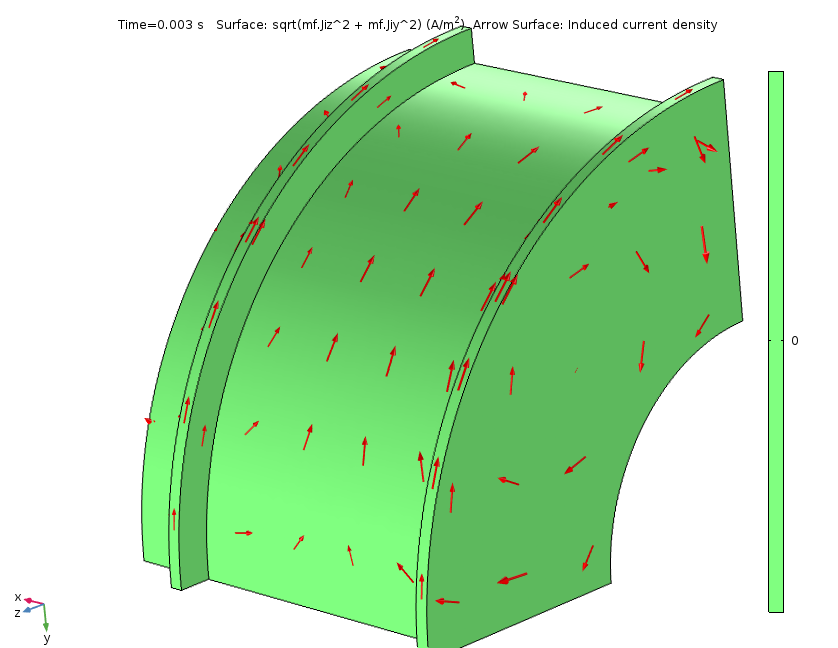 Time=0.003 s   Surface: sqrt(mf.Jiz^2 + mf.Jiy^2) (A/m²)  Arrow Surface: Induced current density
0
x
z
y